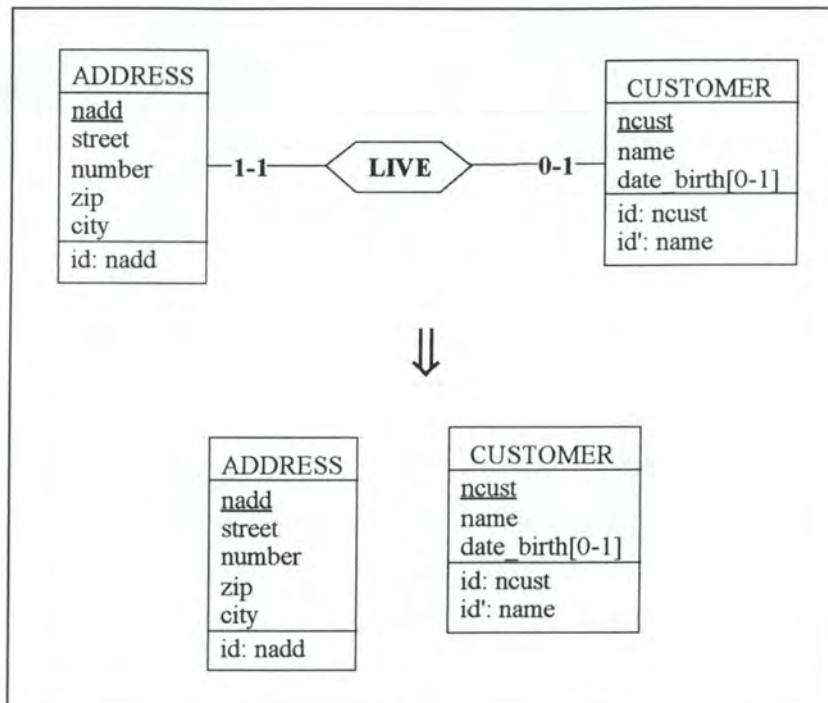 ADDRESS
nadd
street
number
zip
city
id: nadd
1-1
LIVE
0-1
CUSTOMER
ncust
name
date_birth[0-1]
id: ncust
id': name
⇓
ADDRESS
nadd
street
number
zip
city
id: nadd
CUSTOMER
ncust
name
date_birth[0-1]
id: ncust
id': name